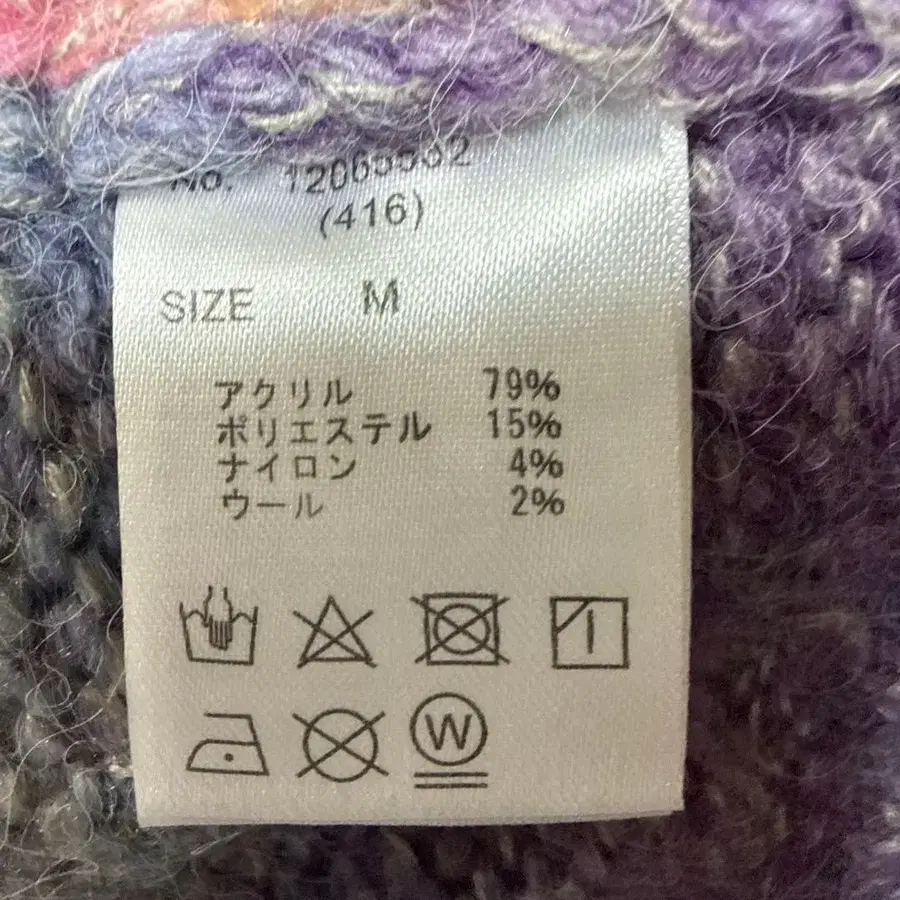 No.
(416)
SIZE M
アクリル 79%
ポリエステル 15%
ナイロン 4%
ウール 2%
W